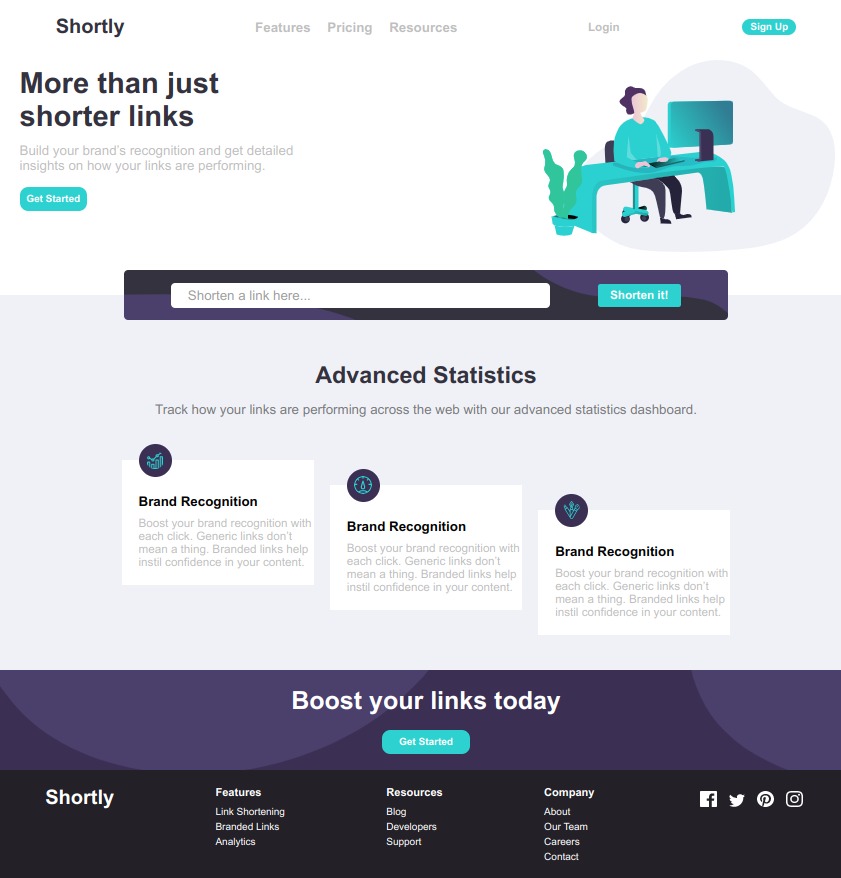 Shortly
Features Pricing Resources
Login
Sign Up
More than just
shorter links
Build your brand's recognition and get detailed
insights on how your links are performing.
Get Started
Shorten a link here...
Shorten it!
Advanced Statistics
Track how your links are performing across the web with our advanced statistics dashboard.
Brand Recognition
Boost your brand recognition with
each click. Generic links don't
mean a thing. Branded links help
instil confidence in your content.
Brand Recognition
Boost your brand recognition with
each click. Generic links don't
mean a thing. Branded links help
instil confidence in your content.
Brand Recognition
Boost your brand recognition with
each click. Generic links don't
mean a thing. Branded links help
instil confidence in your content.
Boost your links today
Get Started
Shortly
Features
Link Shortening
Branded Links
Analytics
Resources
Blog
Developers
Support
Company
About
Our Team
Careers
Contact